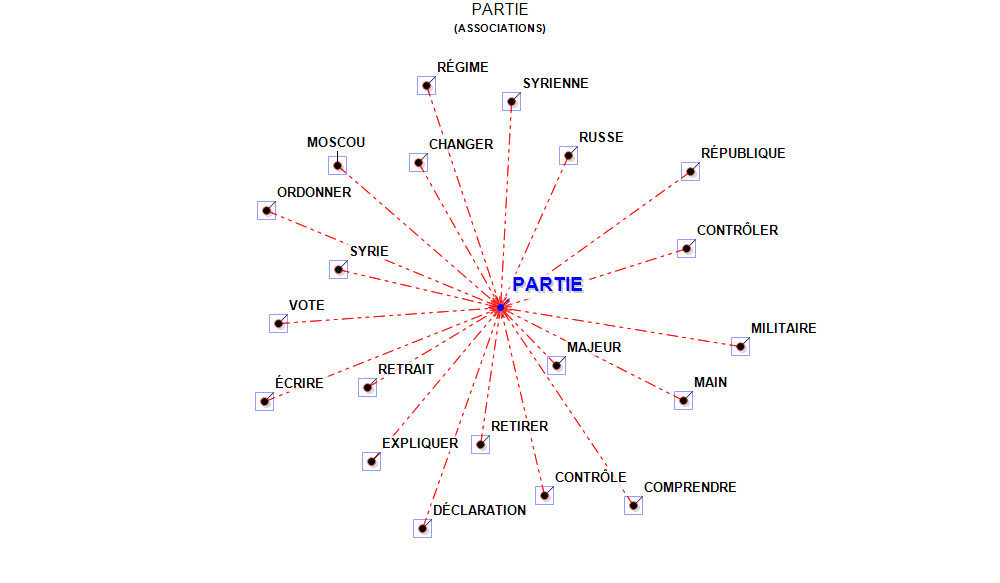 PARTIE
(ASSOCIATIONS)
RÉGIME
SYRIENNE
RUSSE
MOSCOU
CHANGER
RÉPUBLIQUE
ORDONNER
CONTRÔLER
SYRIE
PARTIE
VOTE
MILITAIRE
MAJEUR
RETRAIT
ÉCRIRE
MAIN
RETIRER
EXPLIQUER
CONTRÔLE
COMPRENDRE
DÉCLARATION